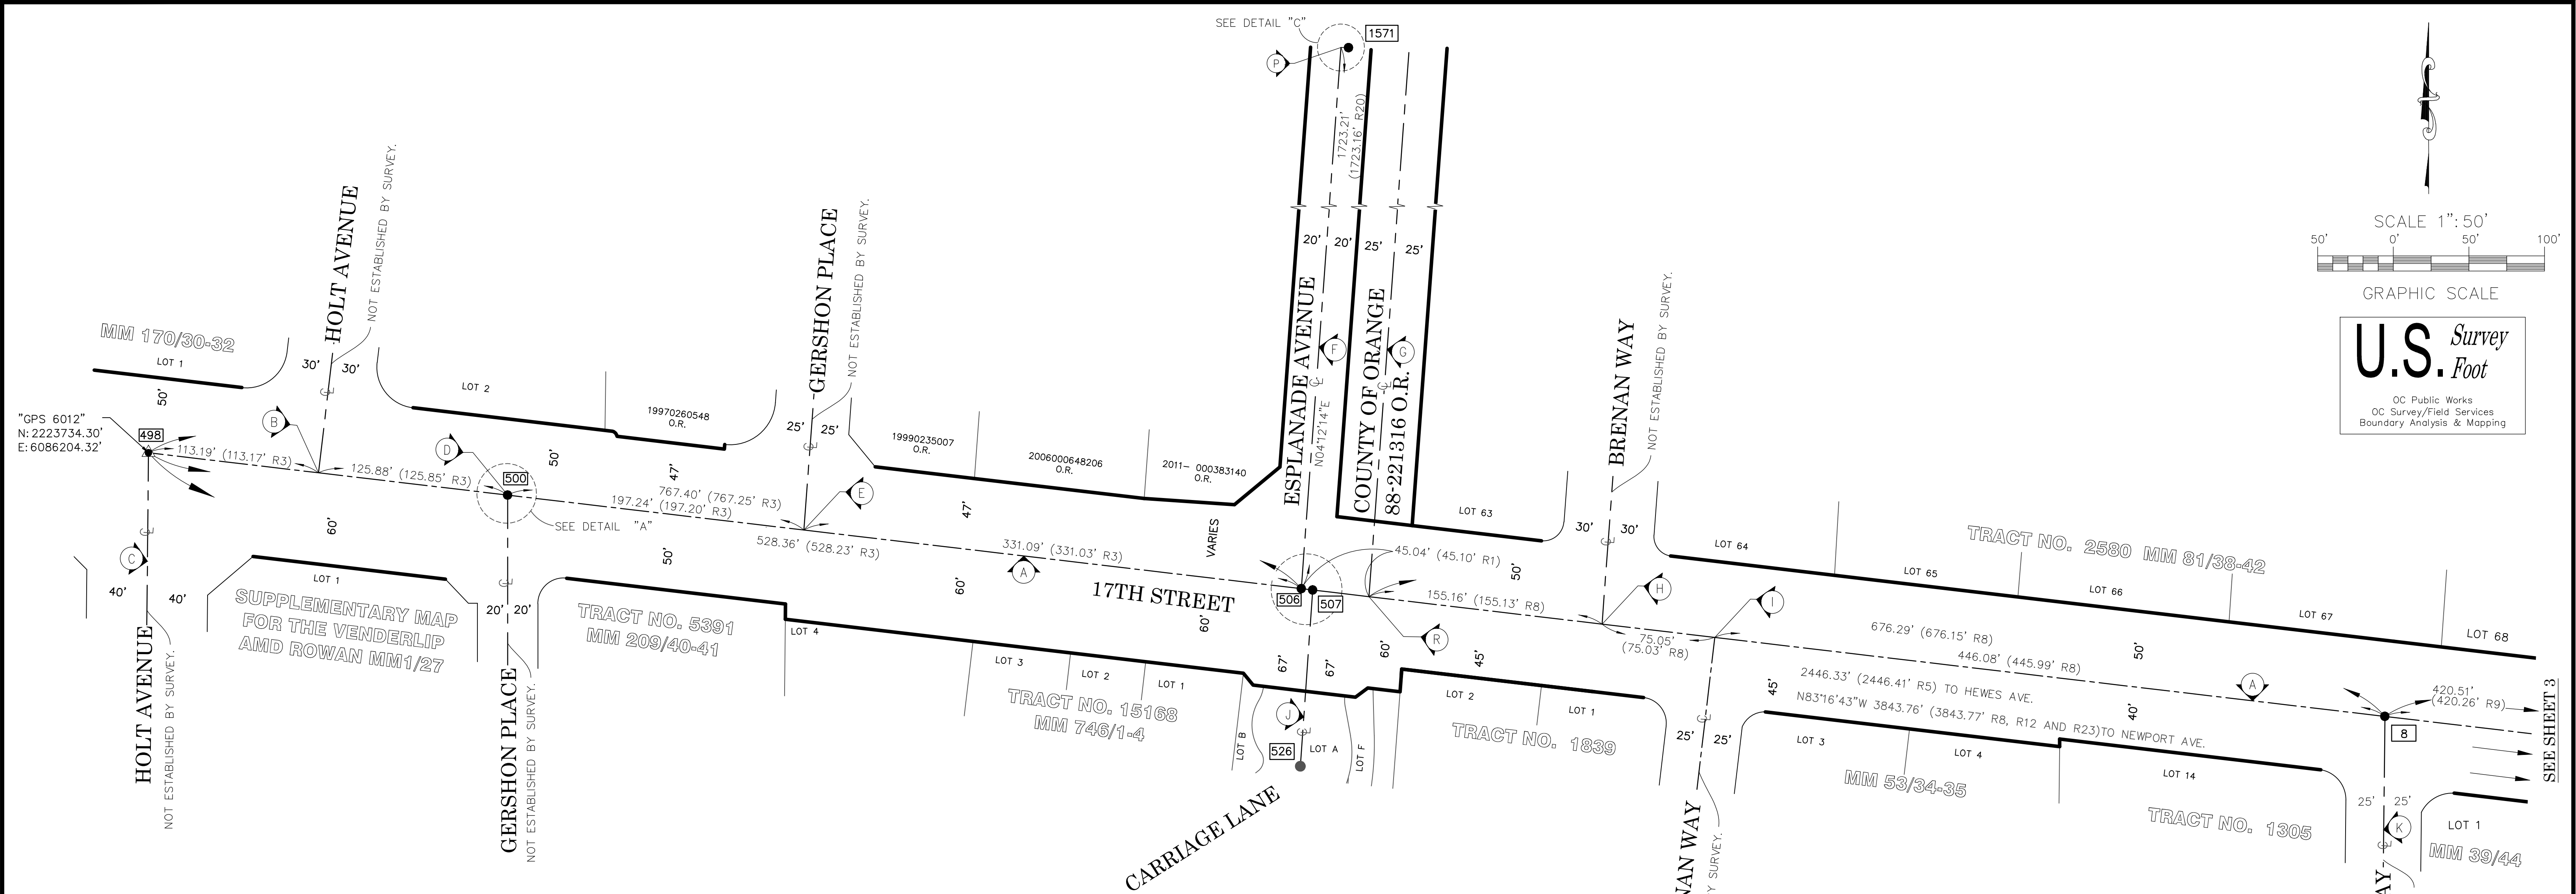 SEE DETAIL "C"
1571
P
1723.21'
(1723.16' R20)
SCALE 1":50'
50' 0' 50' 100'
GRAPHIC SCALE
U.S. Survey Foot
OC Public Works
OC Survey/Field Services
Boundary Analysis & Mapping
MM 170/30-32
LOT 1
50'
"GPS 6012"
N: 2223734.30'
E: 6086204.32'
498
113.19' (113.17' R3)
B
HOLT AVENUE
NOT ESTABLISHED BY SURVEY.
30' 30'
LOT 2
125.88' (125.85' R3)
D
500
SEE DETAIL "A"
50'
19970260548
O.R.
47'
767.40' (767.25' R3)
197.24' (197.20' R3)
528.36' (528.23' R3)
GERSHON PLACE
NOT ESTABLISHED BY SURVEY.
25' 25'
E
19990235007
O.R.
47'
2006000648206
O.R.
2011- 000383140
O.R.
VARIES
331.09' (331.03' R3)
A
60'
17TH STREET
20' 20' 25' 25'
ESPLANADE AVENUE
N04°12'14"E
F
COUNTY OF ORANGE
88-221316 O.R.
G
LOT 63
45.04' (45.10' R1)
50'
506
507
R
155.16' (155.13' R8)
BRENAN WAY
NOT ESTABLISHED BY SURVEY.
30' 30'
H
I
75.05'
(75.03' R8)
LOT 64
LOT 65
LOT 66
LOT 67
LOT 68
TRACT NO. 2580 MM 81/38-42
676.29' (676.15' R8)
446.08' (445.99' R8)
50'
2446.33' (2446.41' R5) TO HEWES AVE.
N83°16'43"W 3843.76' (3843.77' R8, R12 AND R23)TO NEWPORT AVE.
A
40'
420.51'
(420.26' R9)
8
SEE SHEET 3
C
40' 40'
HOLT AVENUE
NOT ESTABLISHED BY SURVEY.
60'
LOT 1
SUPPLEMENTARY MAP
FOR THE VENDERLIP
AMD ROWAN MM1/27
20' 20'
GERSHON PLACE
NOT ESTABLISHED BY SURVEY.
50'
TRACT NO. 5391
MM 209/40-41
LOT 4
LOT 3
LOT 2
LOT 1
TRACT NO. 15168
MM 746/1-4
60'
67' 67'
60'
LOT B
J
526
LOT A
LOT F
CARRIAGE LANE
45'
LOT 2
LOT 1
TRACT NO. 1839
25' 25'
45'
LOT 3
LOT 4
MM 53/34-35
LOT 14
TRACT NO. 1305
25' 25'
K
LOT 1
MM 39/44
NAN WAY
Y SURVEY.
AY